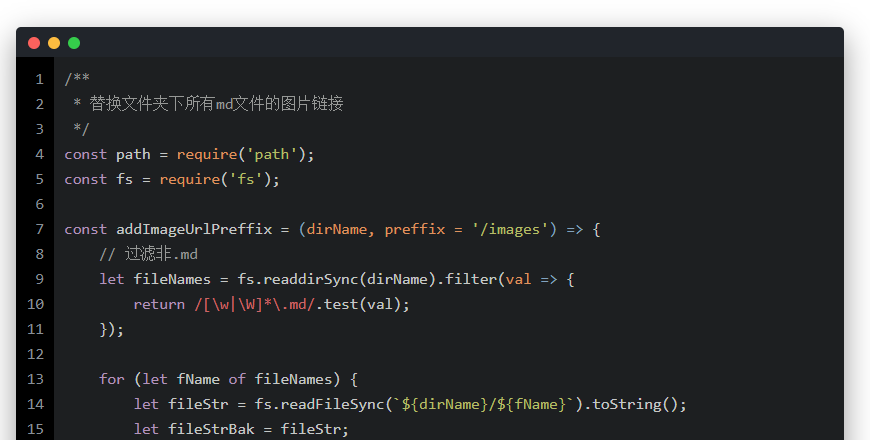 1 /**
2  * 替换文件夹下所有md文件的图片链接
3  */
4 const path = require('path');
5 const fs = require('fs');
6
7 const addImageUrlPreffix = (dirName, preffix = '/images') => {
8     // 过滤非.md
9     let fileNames = fs.readdirSync(dirName).filter(val => {
10         return /[\w|\W]*\.md/.test(val);
11     });
12
13     for (let fName of fileNames) {
14         let fileStr = fs.readFileSync(`${dirName}/${fName}`).toString();
15         let fileStrBak = fileStr;